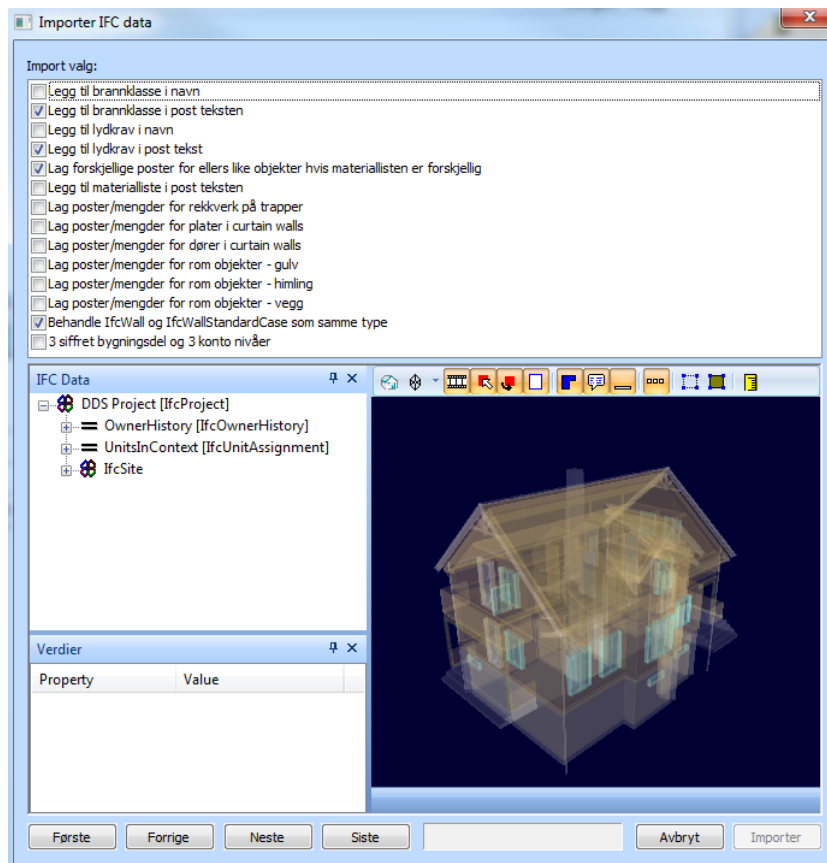 Importer IFC data
Import valg:
Legg til brannklasse i navn
Legg til brannklasse i post teksten
Legg til lydkrav i navn
Legg til lydkrav i post tekst
Lag forskjellige poster for ellers like objekter hvis materiallisten er forskjellig
Legg til materialliste i post teksten
Lag poster/mengder for rekkverk på trapper
Lag poster/mengder for plater i curtain walls
Lag poster/mengder for dører i curtain walls
Lag poster/mengder for rom objekter - gulv
Lag poster/mengder for rom objekter - himling
Lag poster/mengder for rom objekter - vegg
Behandle IfcWall og IfcWallStandardCase som samme type
3 siffret bygningsdel og 3 konto nivåer
IFC Data
DDS Project [IfcProject]
OwnerHistory [IfcOwnerHistory]
UnitsInContext [IfcUnitAssignment]
IfcSite
Verdier
Property Value
Første Forrige Neste Siste Avbryt Importer